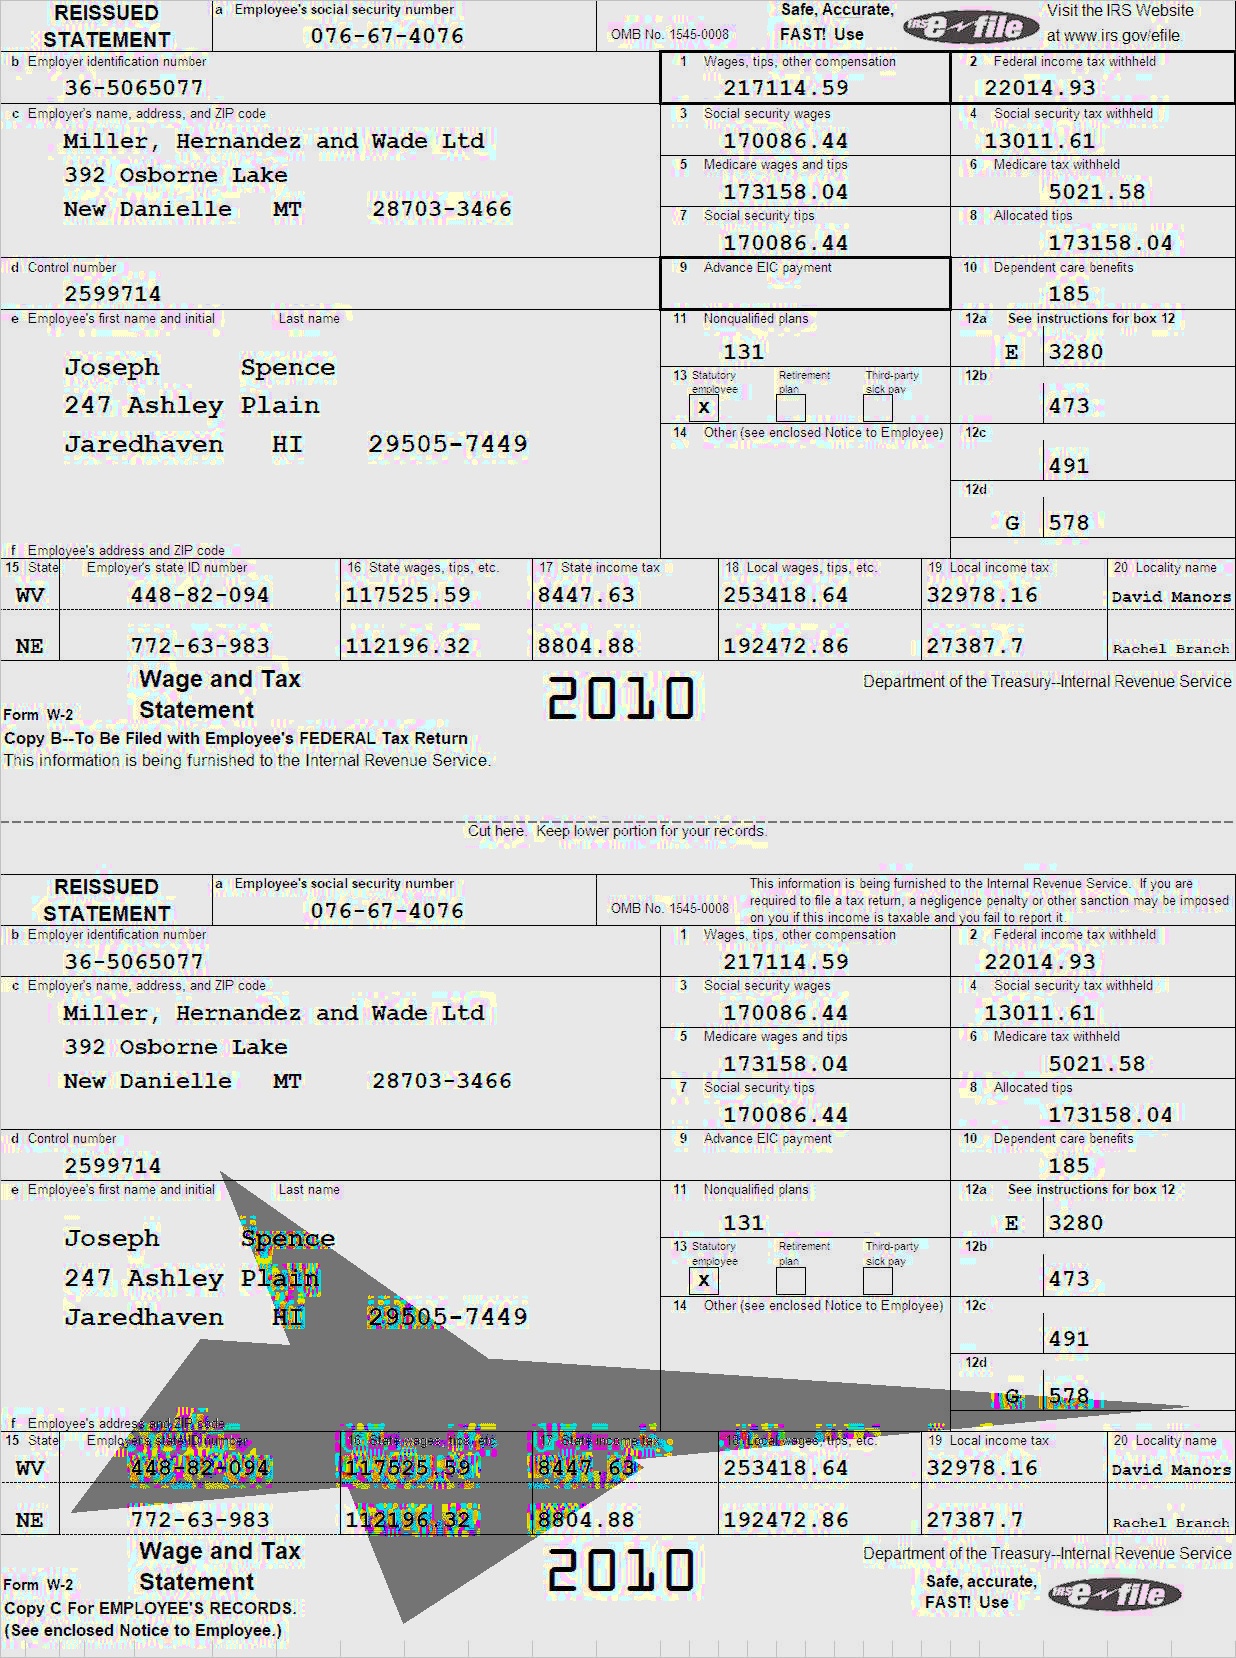 REISSUED STATEMENT
a Employee's social security number
076-67-4076
OMB No. 1545-0008
Safe, Accurate, FAST! Use
IRS e-file
Visit the IRS Website at www.irs.gov/efile
b Employer identification number
36-5065077
1 Wages, tips, other compensation
217114.59
2 Federal income tax withheld
22014.93
c Employer's name, address, and ZIP code
Miller, Hernandez and Wade Ltd
392 Osborne Lake
New Danielle MT 28703-3466
3 Social security wages
170086.44
4 Social security tax withheld
13011.61
5 Medicare wages and tips
173158.04
6 Medicare tax withheld
5021.58
7 Social security tips
170086.44
8 Allocated tips
173158.04
d Control number
2599714
9 Advance EIC payment
10 Dependent care benefits
185
e Employee's first name and initial Last name
Joseph Spence
247 Ashley Plain
Jaredhaven HI 29505-7449
11 Nonqualified plans
131
12a See instructions for box 12
E 3280
13 Statutory employee Retirement plan Third-party sick pay
X
12b
473
14 Other (see enclosed Notice to Employee)
12c
491
12d
G 578
f Employee's address and ZIP code
15 State Employer's state ID number 16 State wages, tips, etc. 17 State income tax 18 Local wages, tips, etc. 19 Local income tax 20 Locality name
WV 448-82-094 117525.59 8447.63 253418.64 32978.16 David Manors
NE 772-63-983 112196.32 8804.88 192472.86 27387.7 Rachel Branch
Form W-2 Wage and Tax Statement
2010
Department of the Treasury--Internal Revenue Service
Copy B--To Be Filed with Employee's FEDERAL Tax Return
This information is being furnished to the Internal Revenue Service.
Cut here. Keep lower portion for your records.
REISSUED STATEMENT
a Employee's social security number
076-67-4076
OMB No. 1545-0008
This information is being furnished to the Internal Revenue Service. If you are
required to file a tax return, a negligence penalty or other sanction may be imposed
on you if this income is taxable and you fail to report it
b Employer identification number
36-5065077
1 Wages, tips, other compensation
217114.59
2 Federal income tax withheld
22014.93
c Employer's name, address, and ZIP code
Miller, Hernandez and Wade Ltd
392 Osborne Lake
New Danielle MT 28703-3466
3 Social security wages
170086.44
4 Social security tax withheld
13011.61
5 Medicare wages and tips
173158.04
6 Medicare tax withheld
5021.58
7 Social security tips
170086.44
8 Allocated tips
173158.04
d Control number
2599714
9 Advance EIC payment
10 Dependent care benefits
185
e Employee's first name and initial Last name
Joseph Spence
247 Ashley Plain
Jaredhaven HI 29505-7449
11 Nonqualified plans
131
12a See instructions for box 12
E 3280
13 Statutory employee Retirement plan Third-party sick pay
X
12b
473
14 Other (see enclosed Notice to Employee)
12c
491
12d
G 578
f Employee's address and ZIP code
15 State Employer's state ID number 16 State wages, tips, etc. 17 State income tax 18 Local wages, tips, etc. 19 Local income tax 20 Locality name
WV 448-82-094 117525.59 8447.63 253418.64 32978.16 David Manors
NE 772-63-983 112196.32 8804.88 192472.86 27387.7 Rachel Branch
Form W-2 Wage and Tax Statement
2010
Department of the Treasury--Internal Revenue Service
Safe, accurate, FAST! Use
IRS e-file
Copy C For EMPLOYEE'S RECORDS.
(See enclosed Notice to Employee.)